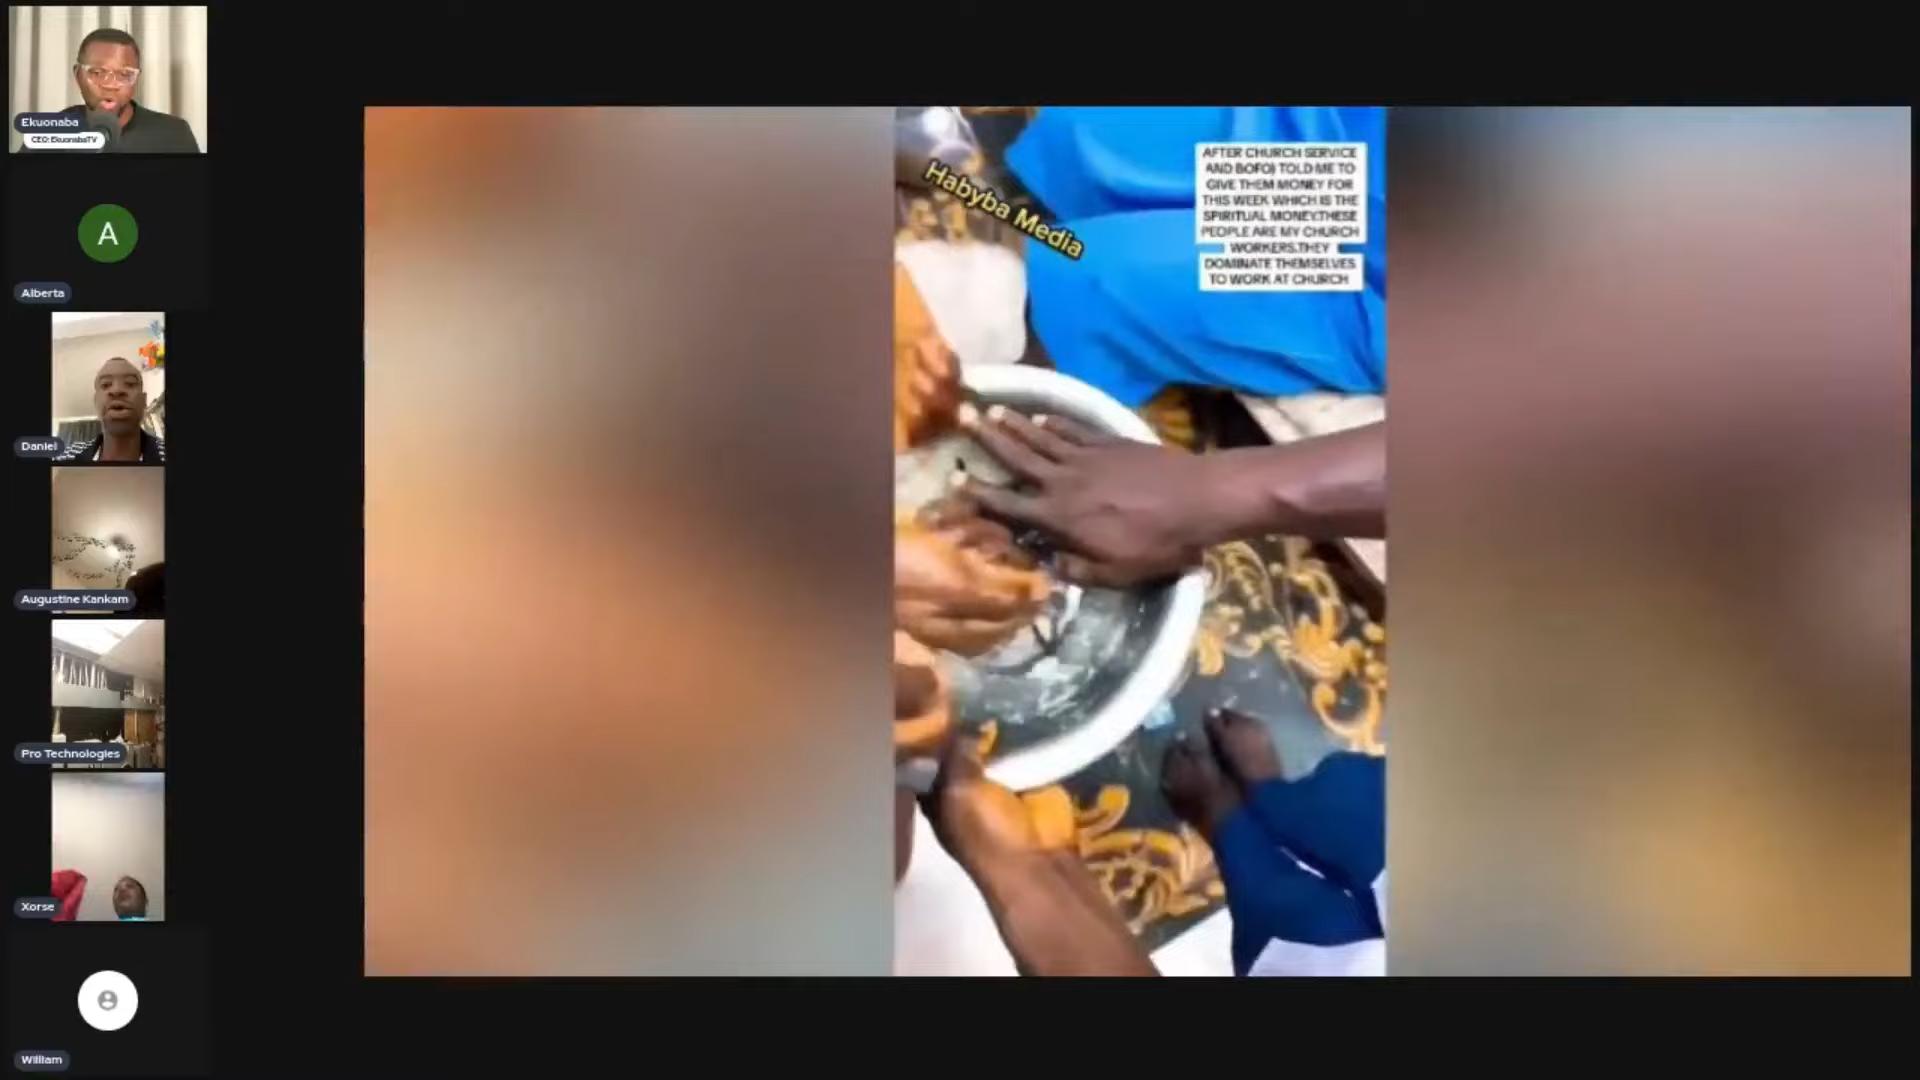 Ekuonaba
CEO: EkuonabaTV
A
Alberta
Daniel
Augustine Kankam
Pro Technologies
Xorse
William
Habyba Media
AFTER CHURCH SERVICE
AND BOFO) TOLD ME TO
GIVE THEM MONEY FOR
THIS WEEK WHICH IS THE
SPIRITUAL MONEY.THESE
PEOPLE ARE MY CHURCH
WORKERS.THEY
DOMINATE THEMSELVES
TO WORK AT CHURCH